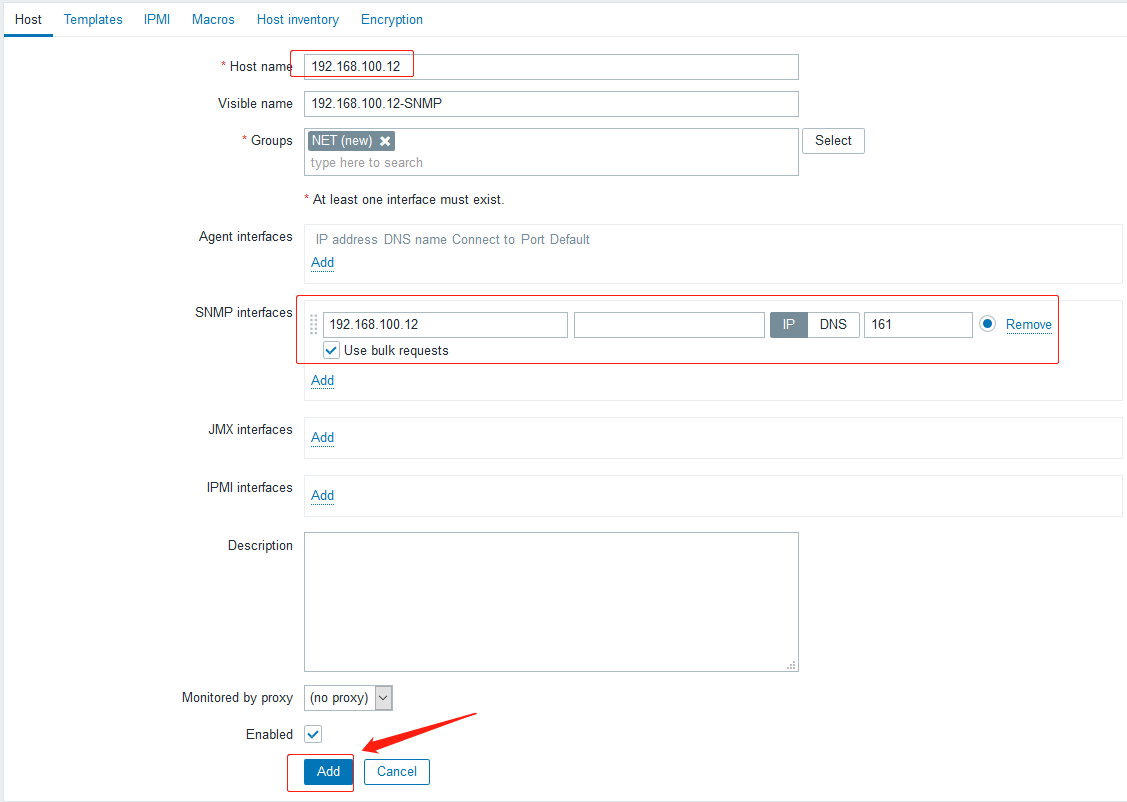 Host Templates IPMI Macros Host inventory Encryption
* Host name 192.168.100.12
Visible name 192.168.100.12-SNMP
* Groups NET (new) Select
type here to search
* At least one interface must exist.
Agent interfaces IP address DNS name Connect to Port Default
Add
SNMP interfaces 192.168.100.12 IP DNS 161 Remove
Use bulk requests
Add
JMX interfaces Add
IPMI interfaces Add
Description
Monitored by proxy (no proxy)
Enabled
Add Cancel